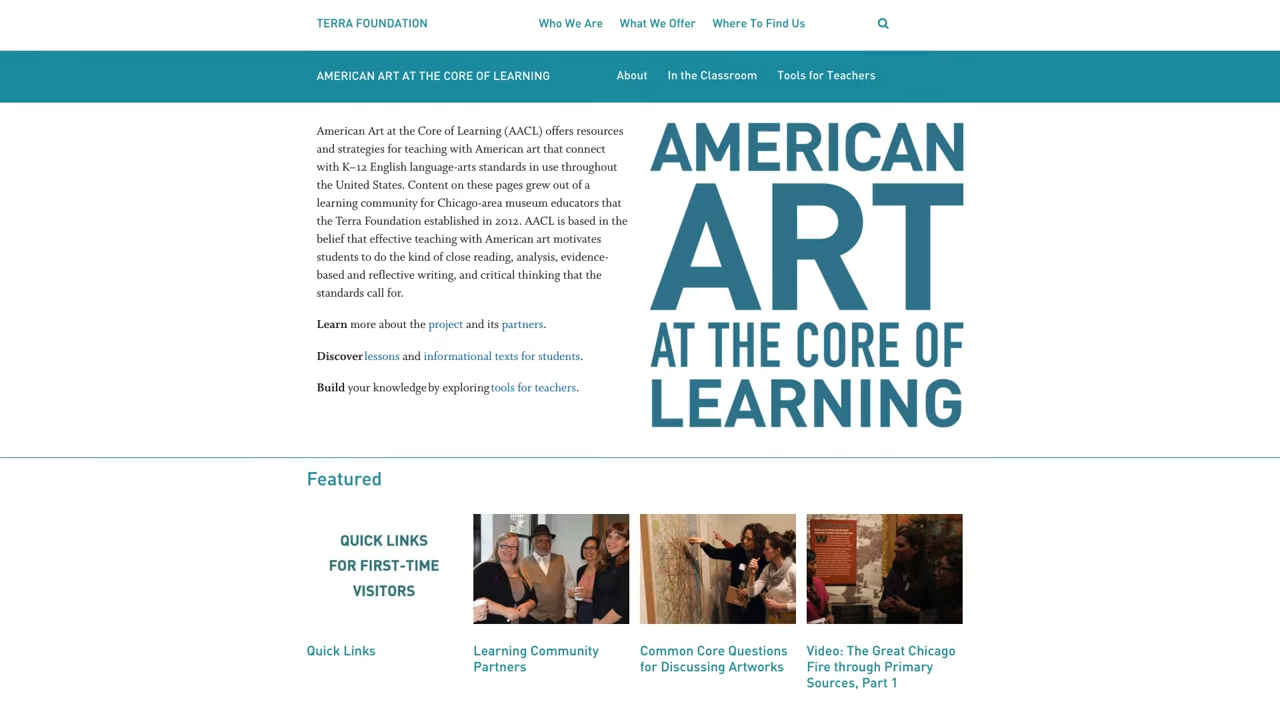 TERRA FOUNDATION
Who We Are
What We Offer
Where To Find Us
AMERICAN ART AT THE CORE OF LEARNING
About
In the Classroom
Tools for Teachers
American Art at the Core of Learning (AACL) offers resources
and strategies for teaching with American art that connect
with K–12 English language-arts standards in use throughout
the United States. Content on these pages grew out of a
learning community for Chicago-area museum educators that
the Terra Foundation established in 2012. AACL is based in the
belief that effective teaching with American art motivates
students to do the kind of close reading, analysis, evidence-
based and reflective writing, and critical thinking that the
standards call for.
Learn more about the project and its partners.
Discover lessons and informational texts for students.
Build your knowledge by exploring tools for teachers.
AMERICAN
ART
AT THE CORE OF
LEARNING
Featured
QUICK LINKS
FOR FIRST-TIME
VISITORS
Quick Links
Learning Community
Partners
Common Core Questions
for Discussing Artworks
Video: The Great Chicago
Fire through Primary
Sources, Part 1